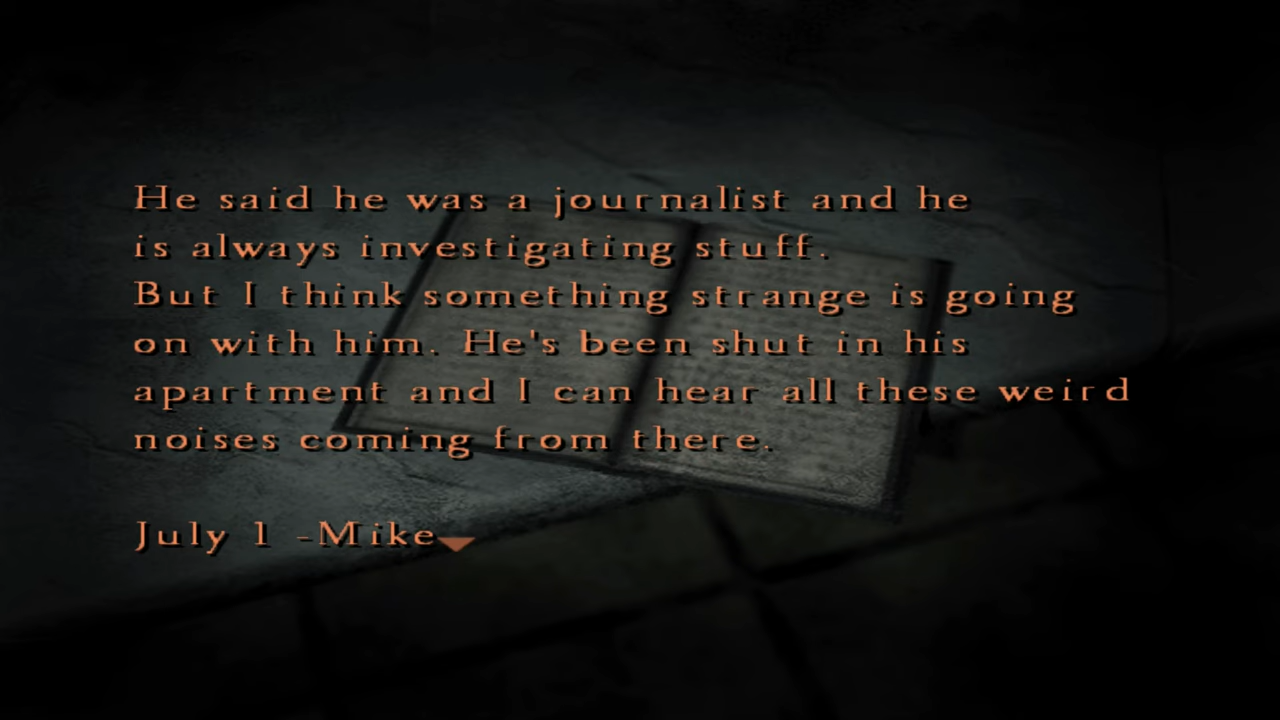 He said he was a journalist and he
is always investigating stuff.
But I think something strange is going
on with him. He's been shut in his
apartment and I can hear all these weird
noises coming from there.
July 1 -Mike